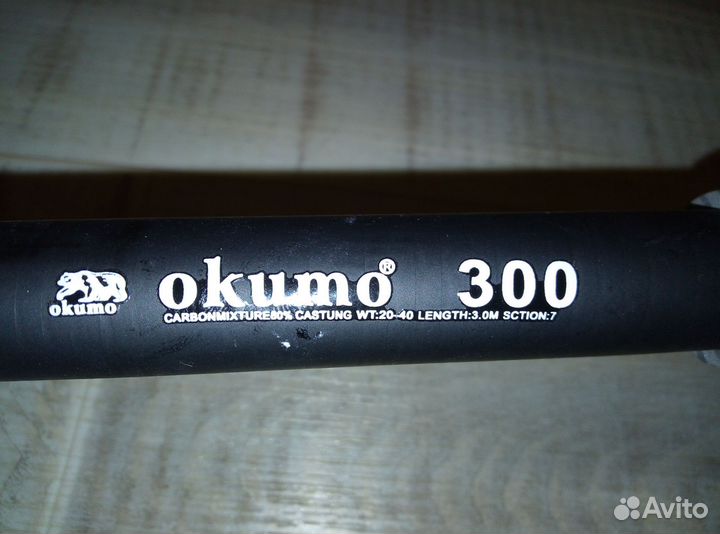 okumo
okumo® 300
CARBONMIXTURE80% CASTUNG WT:20-40 LENGTH:3.0M SCTION:7
Avito